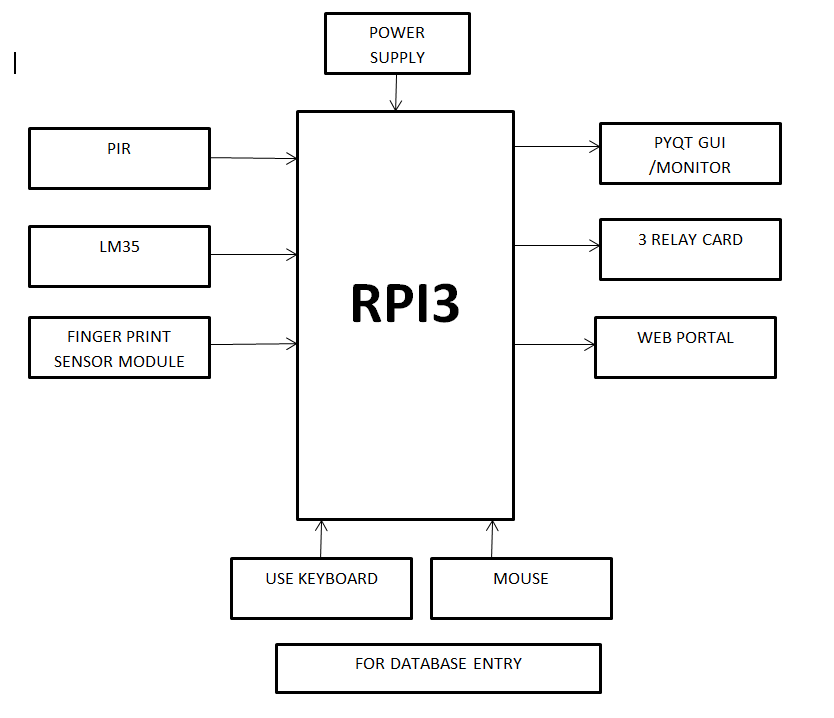 POWER
SUPPLY
PIR
PYQT GUI
/MONITOR
LM35
3 RELAY CARD
RPI3
FINGER PRINT
SENSOR MODULE
WEB PORTAL
USE KEYBOARD
MOUSE
FOR DATABASE ENTRY